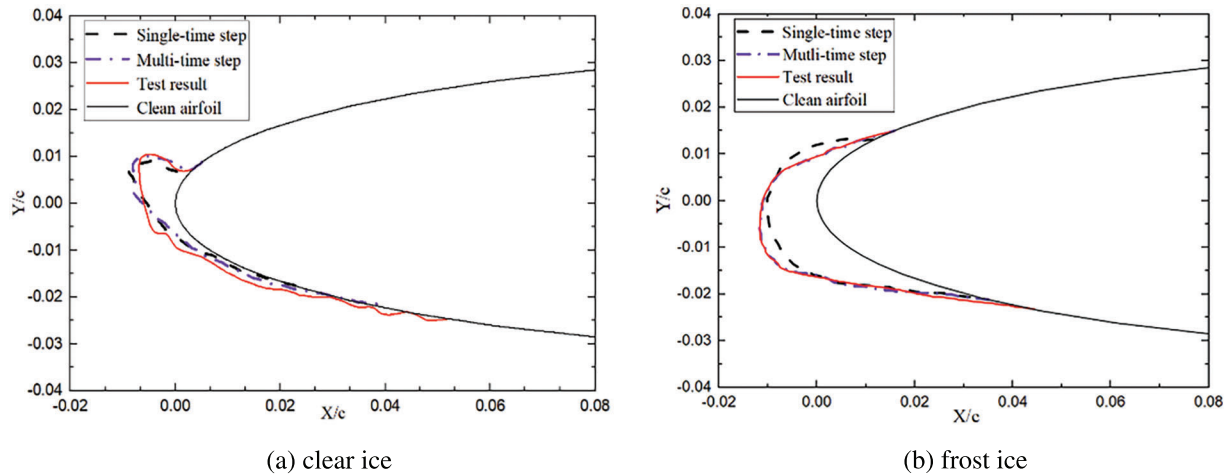 Single-time step
Multi-time step
Test result
Clean airfoil
0.04
0.03
0.02
0.01
0.00
-0.01
-0.02
-0.03
-0.04
Y/c
-0.02
0.00
0.02
0.04
0.06
0.08
X/c
(a) clear ice
Single-time step
Mutli-time step
Test result
Clean airfoil
0.04
0.03
0.02
0.01
0.00
-0.01
-0.02
-0.03
-0.04
Y/c
-0.02
0.00
0.02
0.04
0.06
0.08
X/c
(b) frost ice